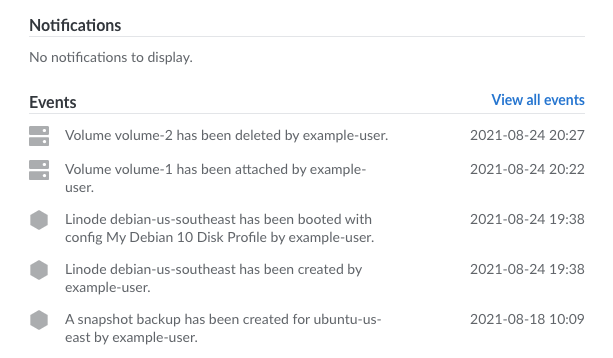 Notifications
No notifications to display.
Events
View all events
Volume volume-2 has been deleted by example-user.
2021-08-24 20:27
Volume volume-1 has been attached by example-
user.
2021-08-24 20:22
Linode debian-us-southeast has been booted with
config My Debian 10 Disk Profile by example-user.
2021-08-24 19:38
Linode debian-us-southeast has been created by
example-user.
2021-08-24 19:38
A snapshot backup has been created for ubuntu-us-
east by example-user.
2021-08-18 10:09